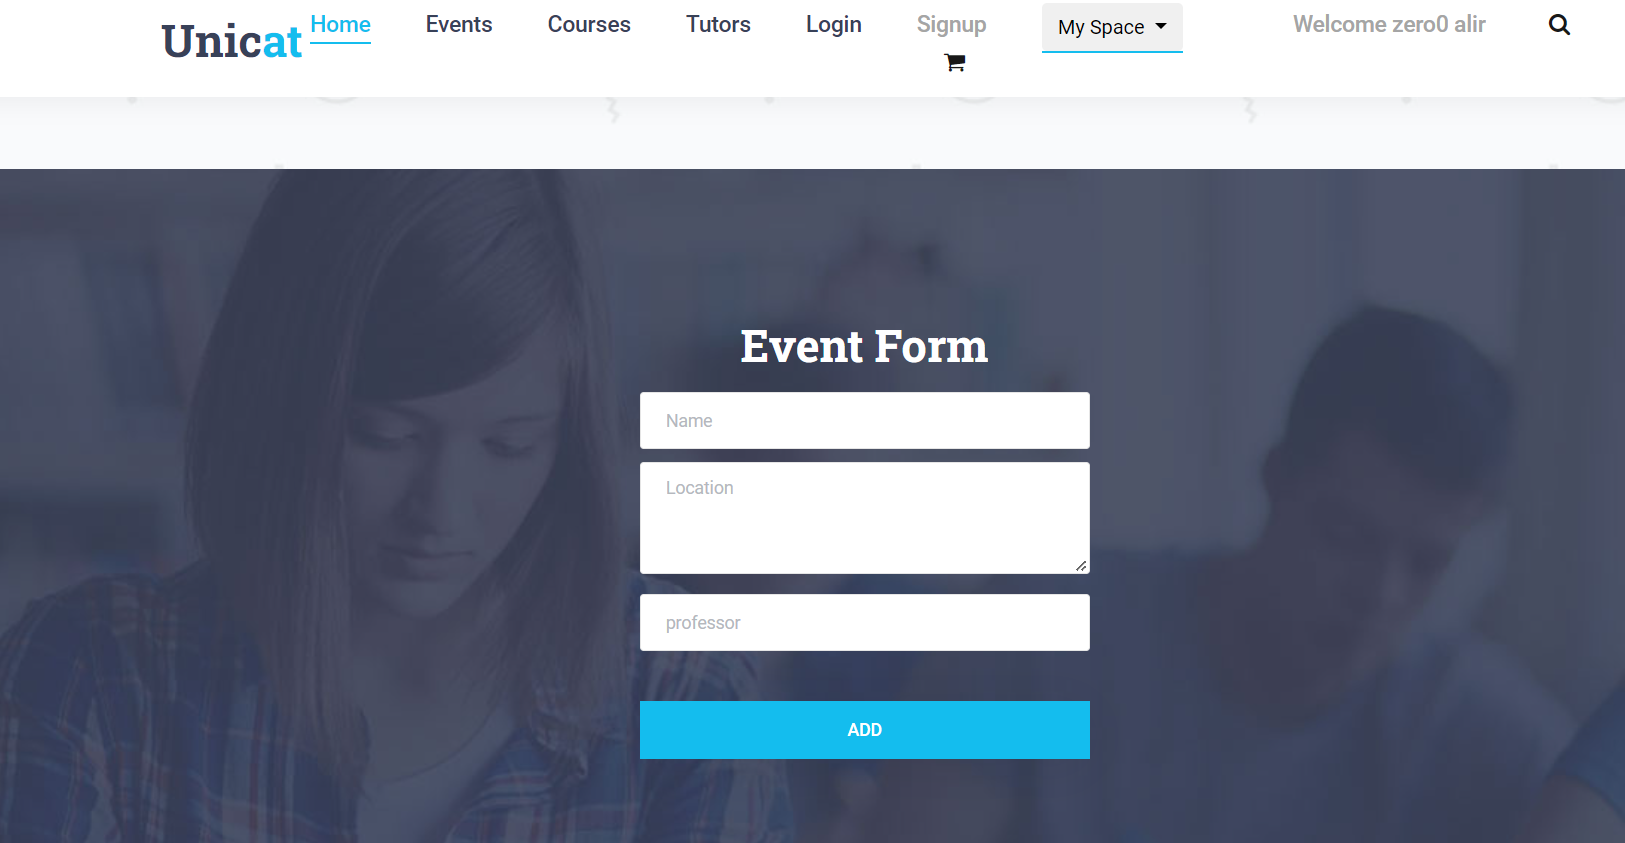 Unicat
Home Events Courses Tutors Login Signup My Space Welcome zero0 alir
Event Form
Name
Location
professor
ADD